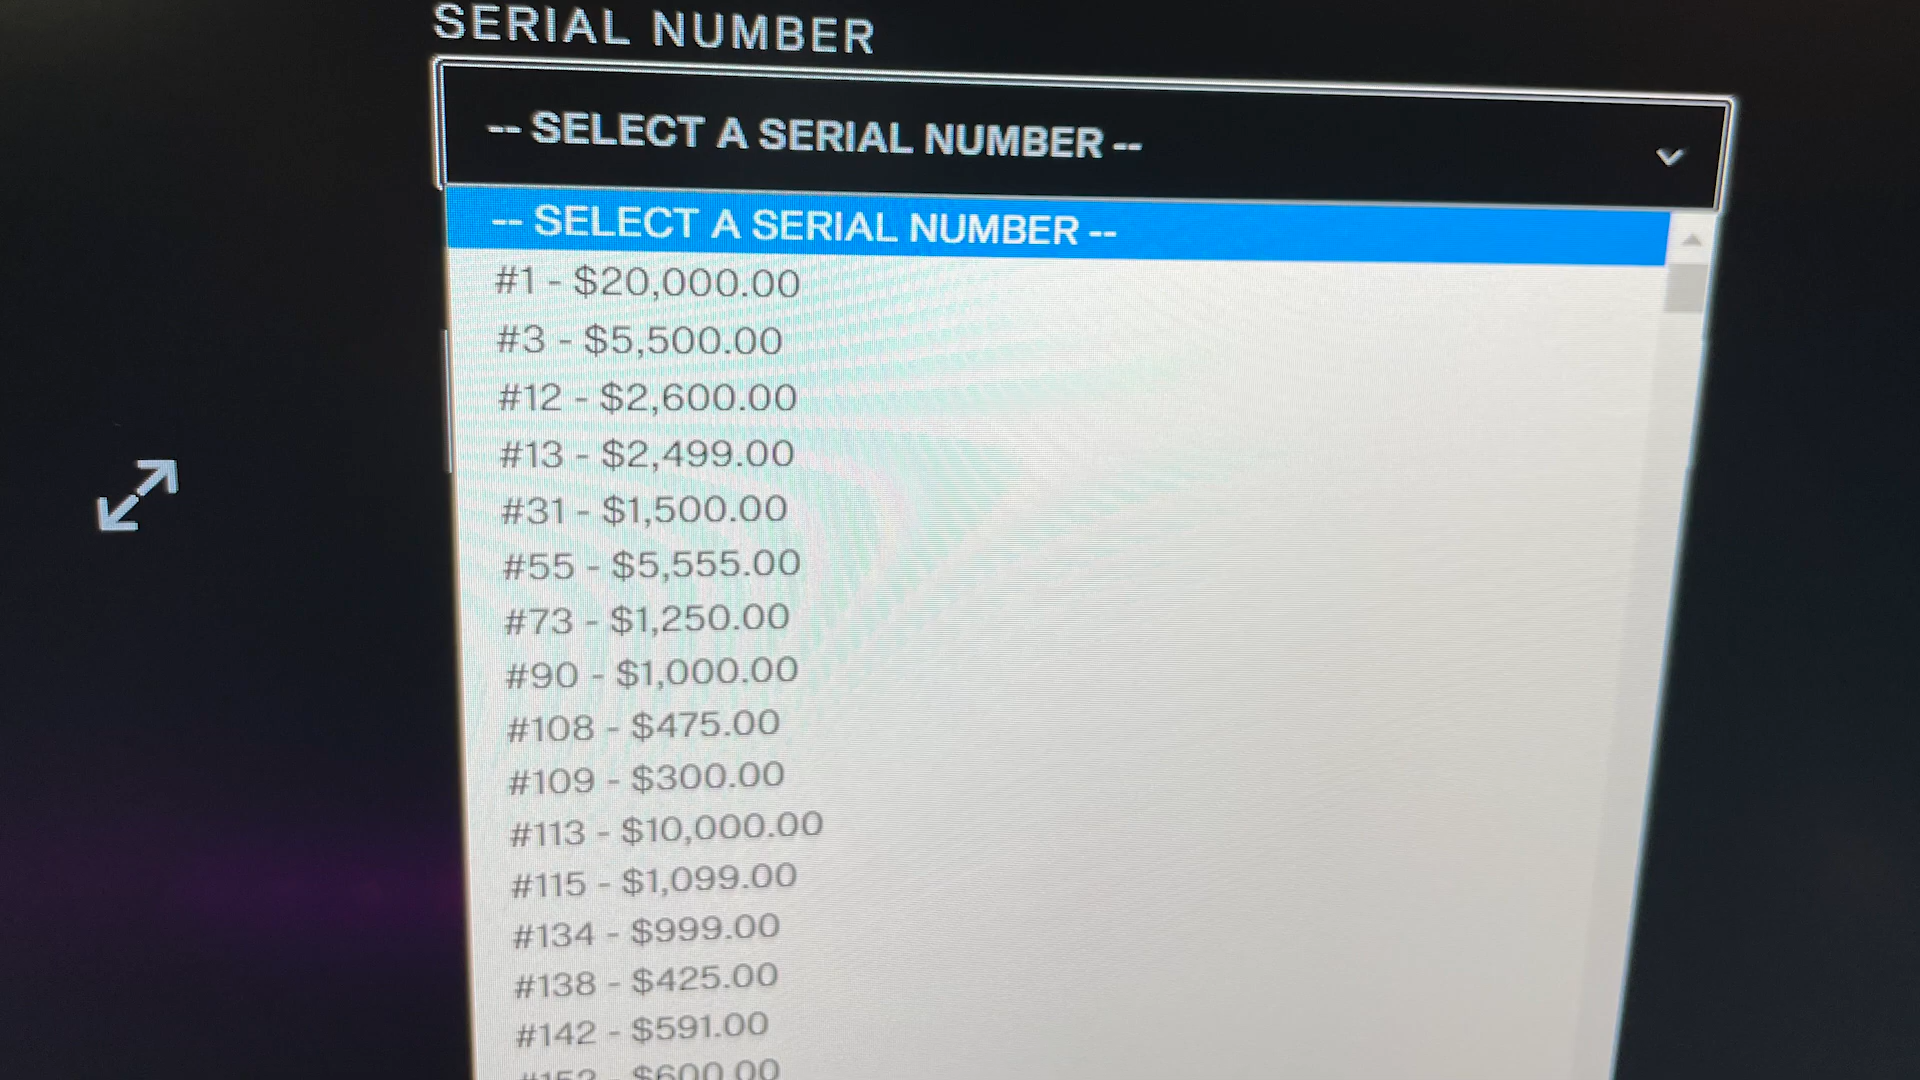 SERIAL NUMBER
-- SELECT A SERIAL NUMBER --
-- SELECT A SERIAL NUMBER --
#1 - $20,000.00
#3 - $5,500.00
#12 - $2,600.00
#13 - $2,499.00
#31 - $1,500.00
#55 - $5,555.00
#73 - $1,250.00
#90 - $1,000.00
#108 - $475.00
#109 - $300.00
#113 - $10,000.00
#115 - $1,099.00
#134 - $999.00
#138 - $425.00
#142 - $591.00
- $600.00